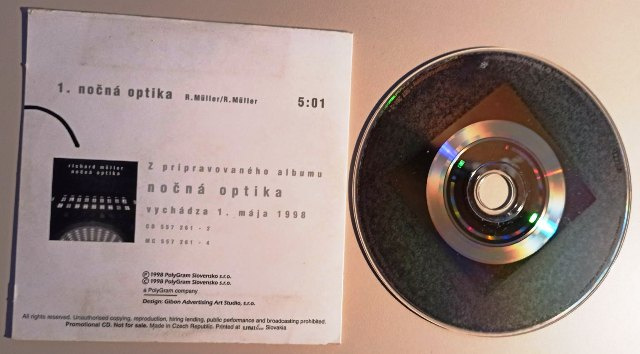 1. nočná optika R.Müller/R.Müller 5:01
richard müller
nočná optika
Z pripravovaného albumu
nočná optika
vychádza 1. mája 1998
CD 557 261 - 2
MC 557 261 - 4
Ⓟ 1998 PolyGram Slovensko s.r.o.
© 1998 PolyGram Slovensko s.r.o.
a PolyGram company
Design: Gibon Advertising Art Studio, s.r.o.
All rights reserved. Unauthorised copying, reproduction, hiring lending, public performance and broadcasting prohibited.
Promotional CD. Not for sale. Made in Czech Republic. Printed at Slovakia